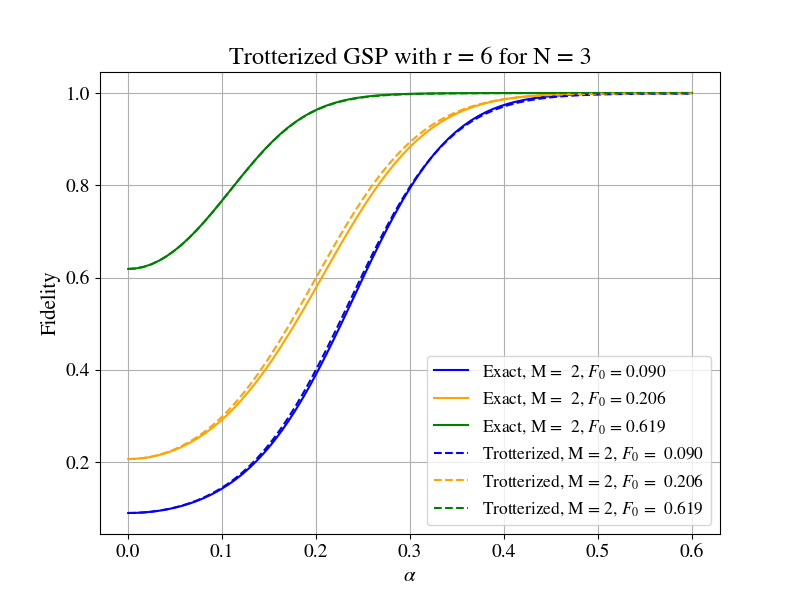 Trotterized GSP with r = 6 for N = 3
Fidelity
1.0
0.8
0.6
0.4
0.2
Exact, M = 2, F₀ = 0.090
Exact, M = 2, F₀ = 0.206
Exact, M = 2, F₀ = 0.619
Trotterized, M = 2, F₀ = 0.090
Trotterized, M = 2, F₀ = 0.206
Trotterized, M = 2, F₀ = 0.619
0.0 0.1 0.2 0.3 0.4 0.5 0.6
α